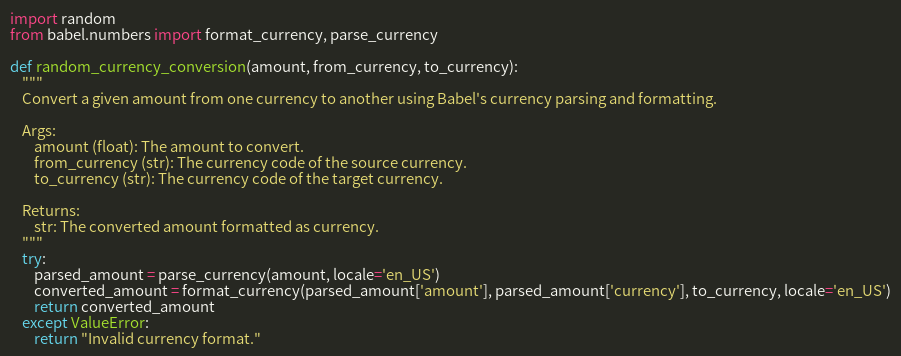 import random
from babel.numbers import format_currency, parse_currency

def random_currency_conversion(amount, from_currency, to_currency):
    """
    Convert a given amount from one currency to another using Babel's currency parsing and formatting.

    Args:
        amount (float): The amount to convert.
        from_currency (str): The currency code of the source currency.
        to_currency (str): The currency code of the target currency.

    Returns:
        str: The converted amount formatted as currency.
    """
    try:
        parsed_amount = parse_currency(amount, locale='en_US')
        converted_amount = format_currency(parsed_amount['amount'], parsed_amount['currency'], to_currency, locale='en_US')
        return converted_amount
    except ValueError:
        return "Invalid currency format."